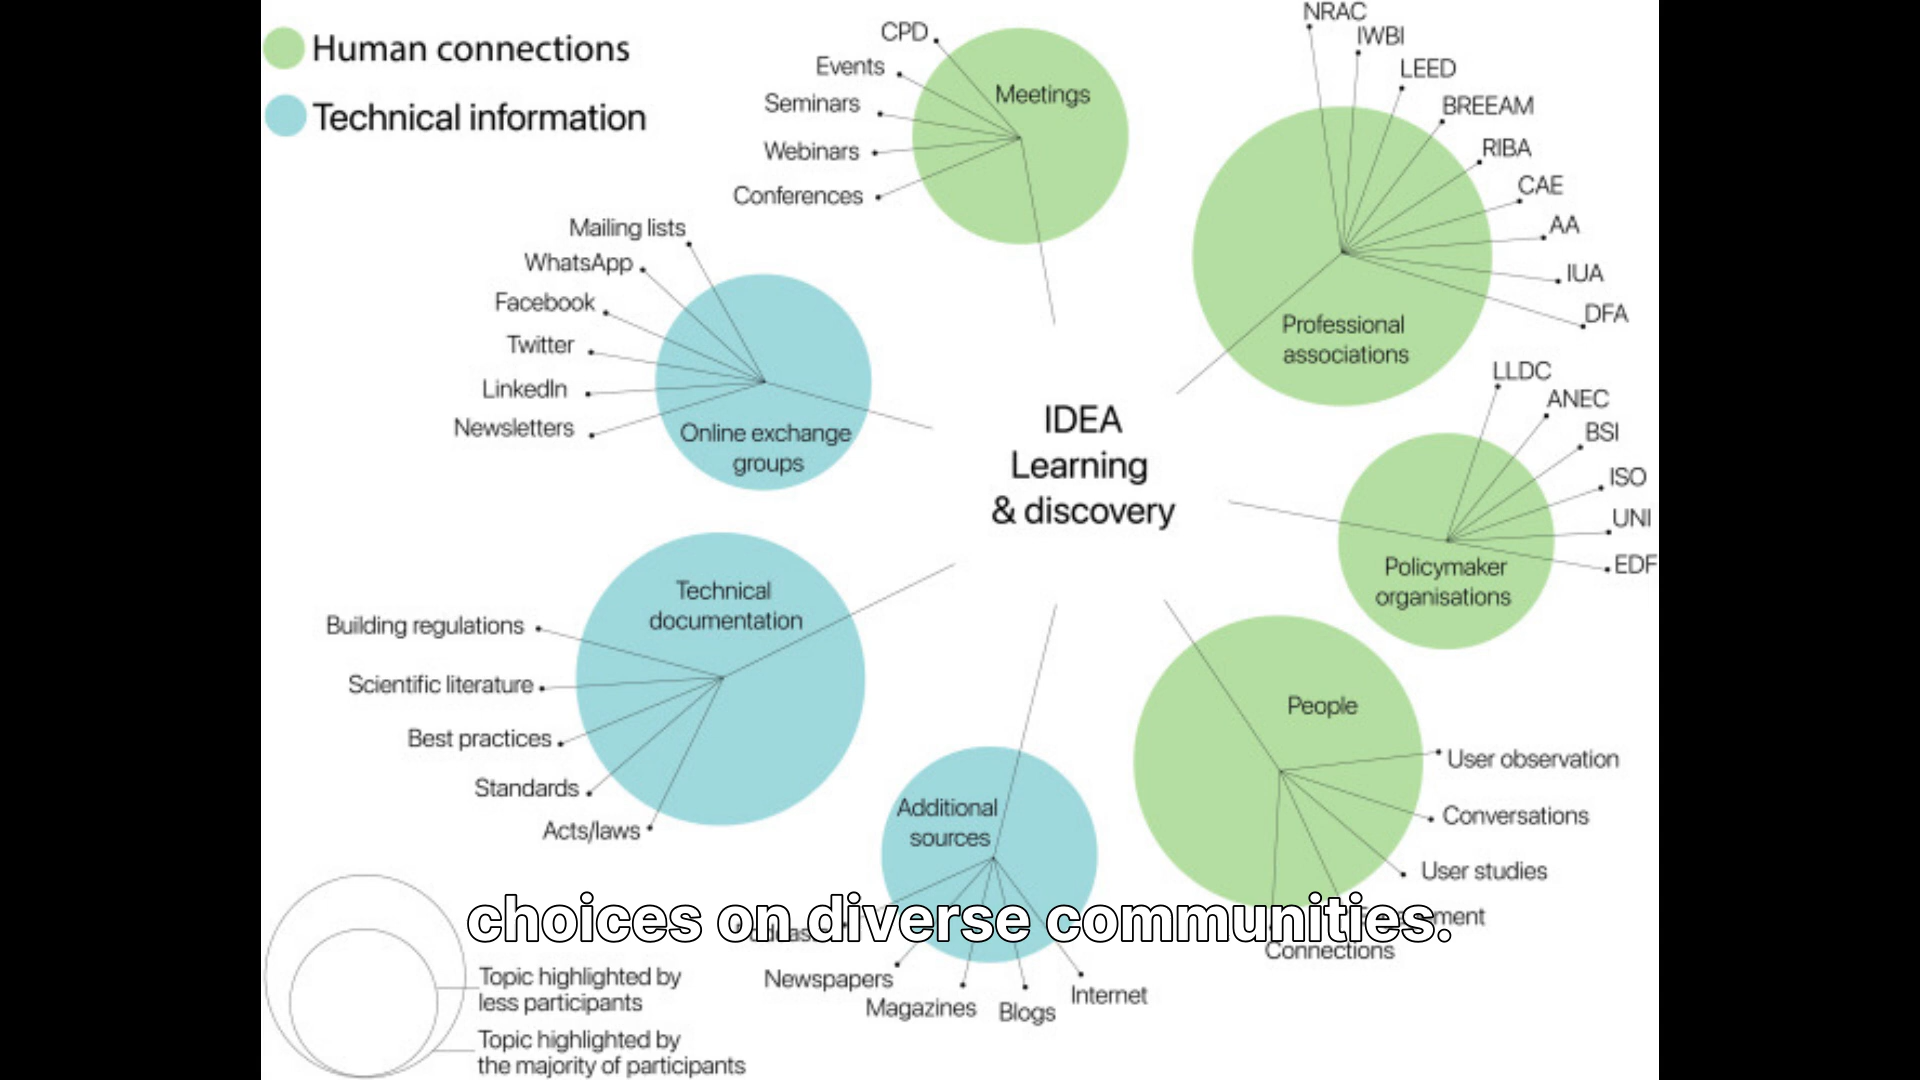 Human connections
Technical information
CPD
Events
Seminars
Webinars
Conferences
Meetings
NRAC
IWBI
LEED
BREEAM
RIBA
CAE
AA
IUA
DFA
Professional
associations
Mailing lists
WhatsApp
Facebook
Twitter
LinkedIn
Newsletters
Online exchange
groups
IDEA
Learning
& discovery
LLDC
ANEC
BSI
ISO
UNI
EDF
Policymaker
organisations
Technical
documentation
Building regulations
Scientific literature
Best practices
Standards
Acts/laws
People
User observation
Conversations
User studies
Connections
Additional
sources
Newspapers
Magazines
Blogs
Internet
choices on diverse communities.
Topic highlighted by
less participants
Topic highlighted by
the majority of participants